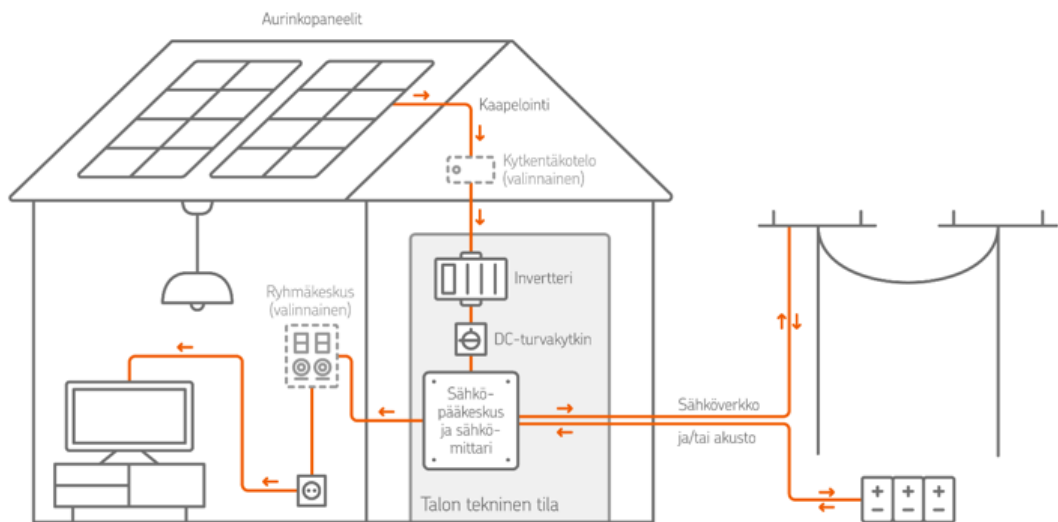 Aurinkopaneelit
Kaapelointi
Kytkentäkotelo
(valinnainen)
Invertteri
Ryhmäkeskus
(valinnainen)
DC-turvakytkin
Sähkö-
pääkeskus
ja sähkö-
mittari
Sähköverkko
ja/tai akusto
Talon tekninen tila
+ + +
− − −